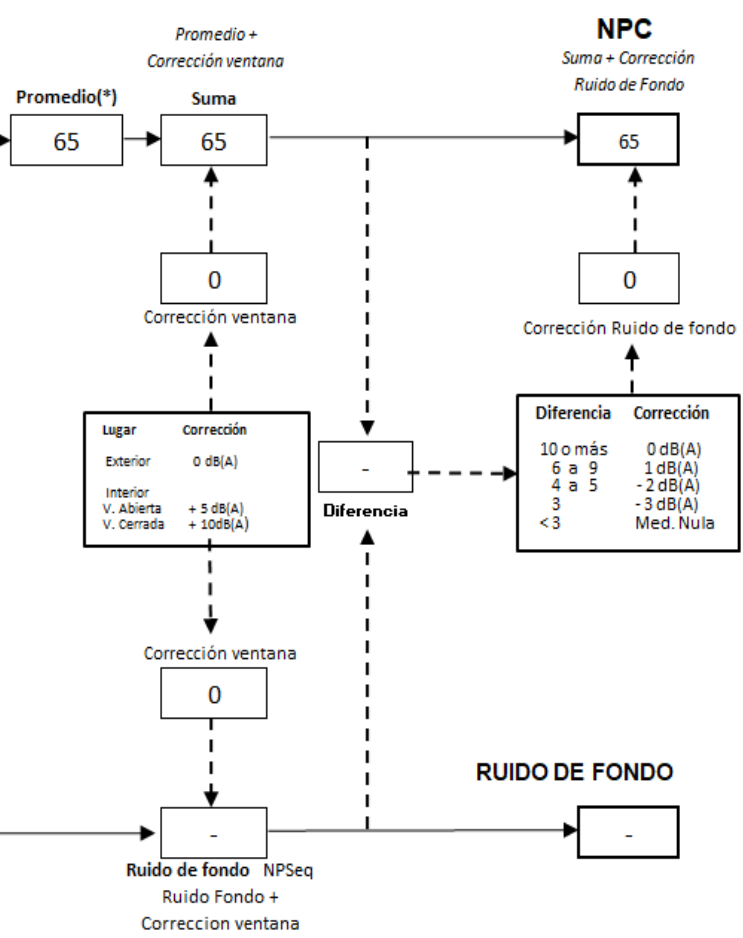 Promedio +
Corrección ventana
NPC
Suma + Corrección
Ruido de Fondo
Promedio(*)
Suma
65
65
65
0
Corrección ventana
0
Corrección Ruido de fondo
Lugar Corrección
Exterior 0 dB(A)
Interior
V. Abierta + 5 dB(A)
V. Cerrada + 10dB(A)
-
Diferencia
Diferencia Corrección
10 o más 0 dB(A)
6 a 9 1 dB(A)
4 a 5 - 2 dB(A)
3 - 3 dB(A)
< 3 Med. Nula
Corrección ventana
0
RUIDO DE FONDO
-
-
Ruido de fondo NPSeq
Ruido Fondo +
Correccion ventana